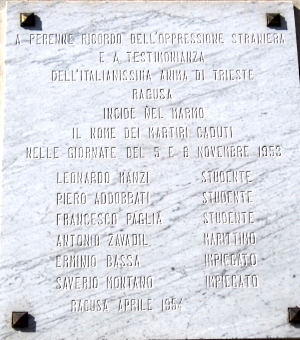 A PERENNE RICORDO DELL'OPPRESSIONE STRANIERA
E A TESTIMONIANZA
DELL'ITALIANISSINA ANIMA DI TRIESTE
RAGUSA
INCIDE NEL MARMO
IL NOME DEI MARTIRI CADUTI
NELLE GIORNATE DEL 5 E 6 NOVEMBRE 1953
LEONARDO MANZI STUDENTE
PIERO ADDOBBATI STUDENTE
FRANCESCO PAGLIA STUDENTE
ANTONIO ZAVADIL MARITTIMO
ERMINIO BASSA IMPIEGATO
SAVERIO MONTANO IMPIEGATO
RAGUSA APRILE 1954